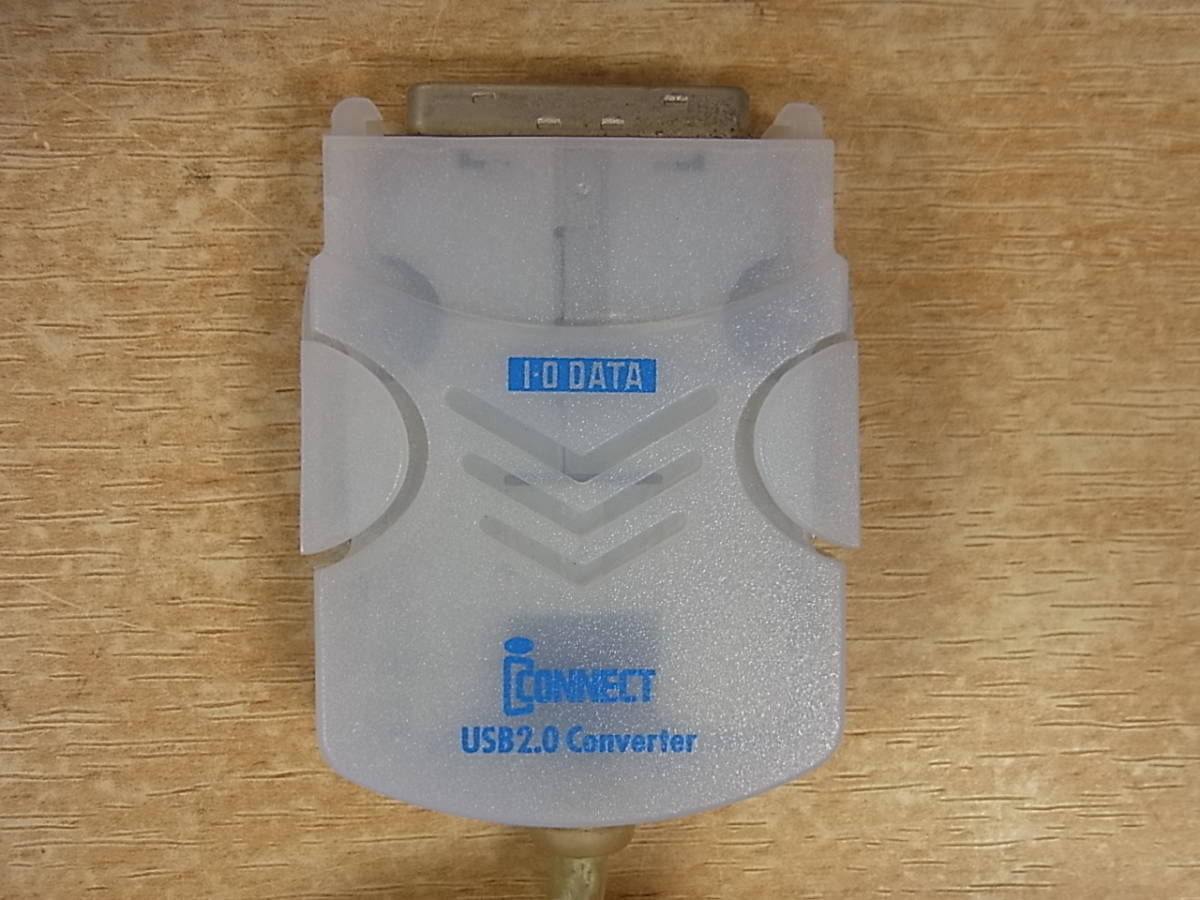 I-O DATA
iCONNECT
USB2.0 Converter